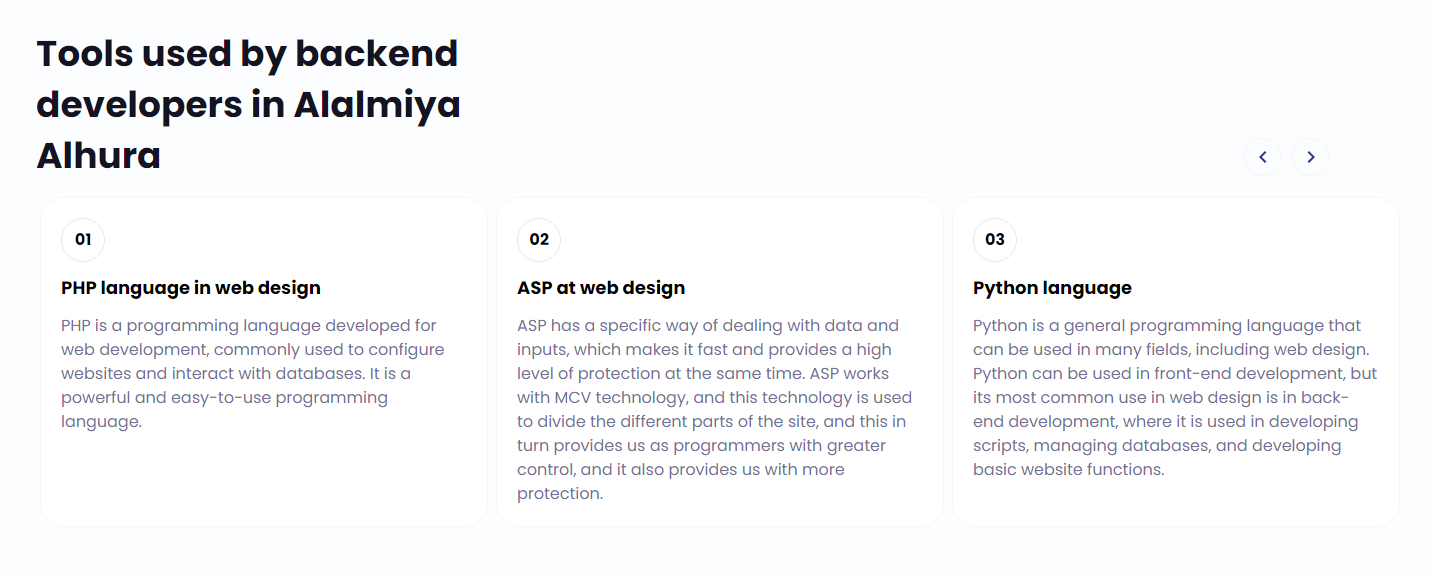 Tools used by backend
developers in Alalmiya
Alhura
01
PHP language in web design
PHP is a programming language developed for
web development, commonly used to configure
websites and interact with databases. It is a
powerful and easy-to-use programming
language.
02
ASP at web design
ASP has a specific way of dealing with data and
inputs, which makes it fast and provides a high
level of protection at the same time. ASP works
with MCV technology, and this technology is used
to divide the different parts of the site, and this in
turn provides us as programmers with greater
control, and it also provides us with more
protection.
03
Python language
Python is a general programming language that
can be used in many fields, including web design.
Python can be used in front-end development, but
its most common use in web design is in back-
end development, where it is used in developing
scripts, managing databases, and developing
basic website functions.